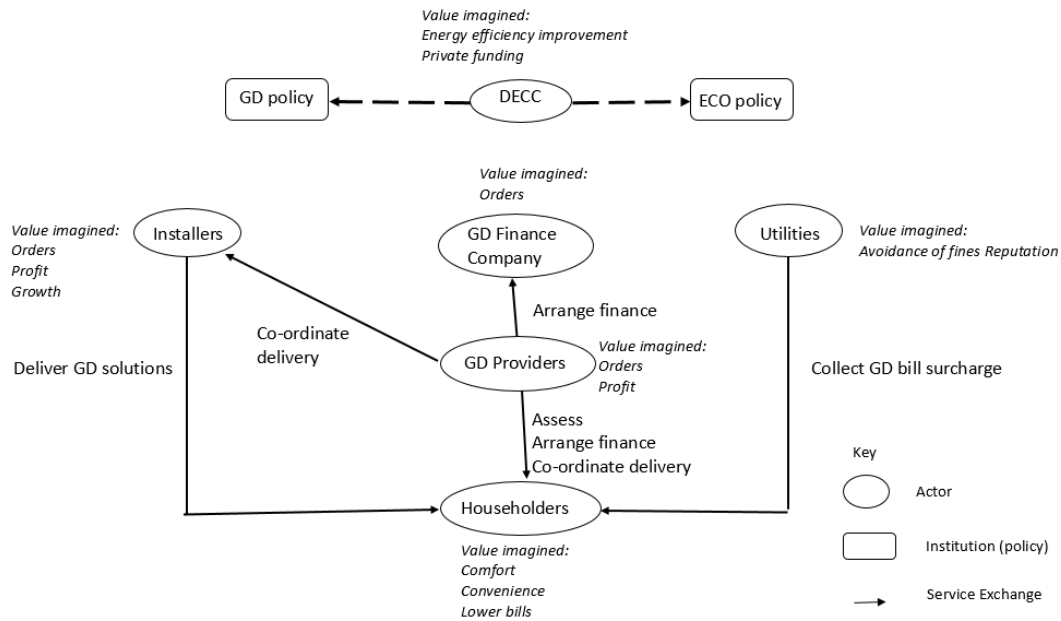 Value imagined:
Energy efficiency improvement
Private funding
GD policy
DECC
ECO policy
Value imagined:
Orders
Value imagined:
Orders
Profit
Growth
Installers
GD Finance
Company
Utilities
Value imagined:
Avoidance of fines Reputation
Arrange finance
Co-ordinate
delivery
GD Providers
Value imagined:
Orders
Profit
Deliver GD solutions
Collect GD bill surcharge
Assess
Arrange finance
Co-ordinate delivery
Householders
Value imagined:
Comfort
Convenience
Lower bills
Key
Actor
Institution (policy)
Service Exchange